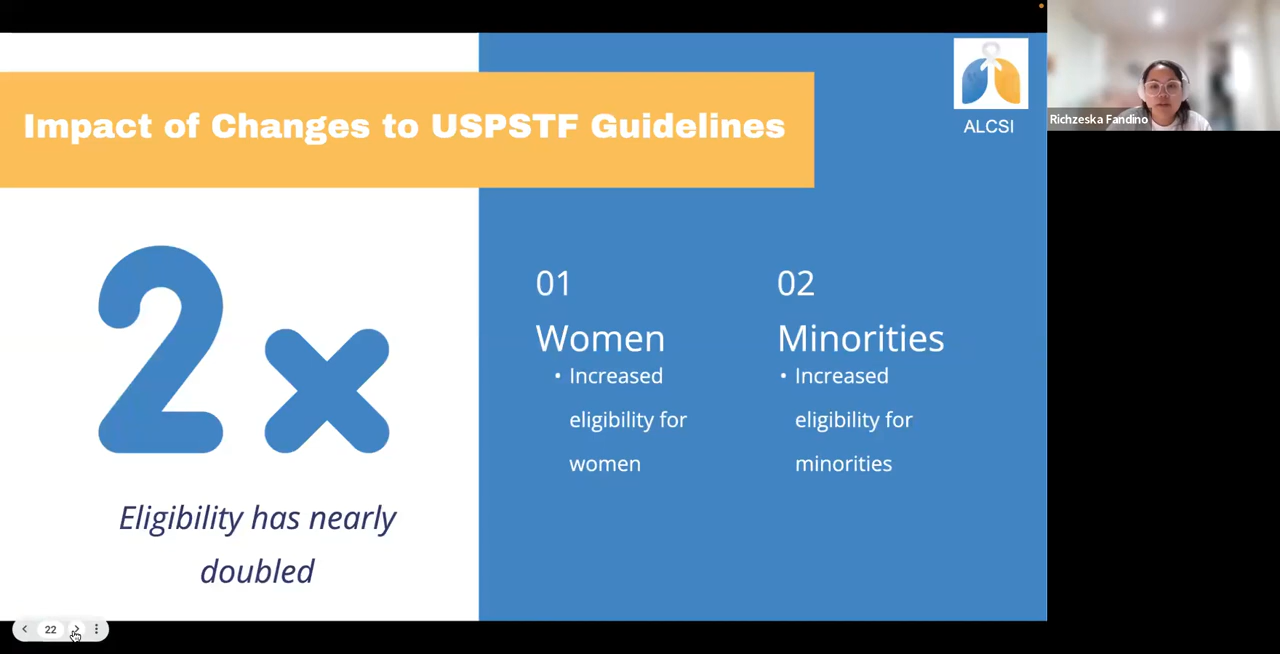 Impact of Changes to USPSTF Guidelines
ALCSI
Richzeska Fandino
2x
Eligibility has nearly
doubled
01
Women
• Increased
eligibility for
women
02
Minorities
• Increased
eligibility for
minorities
22